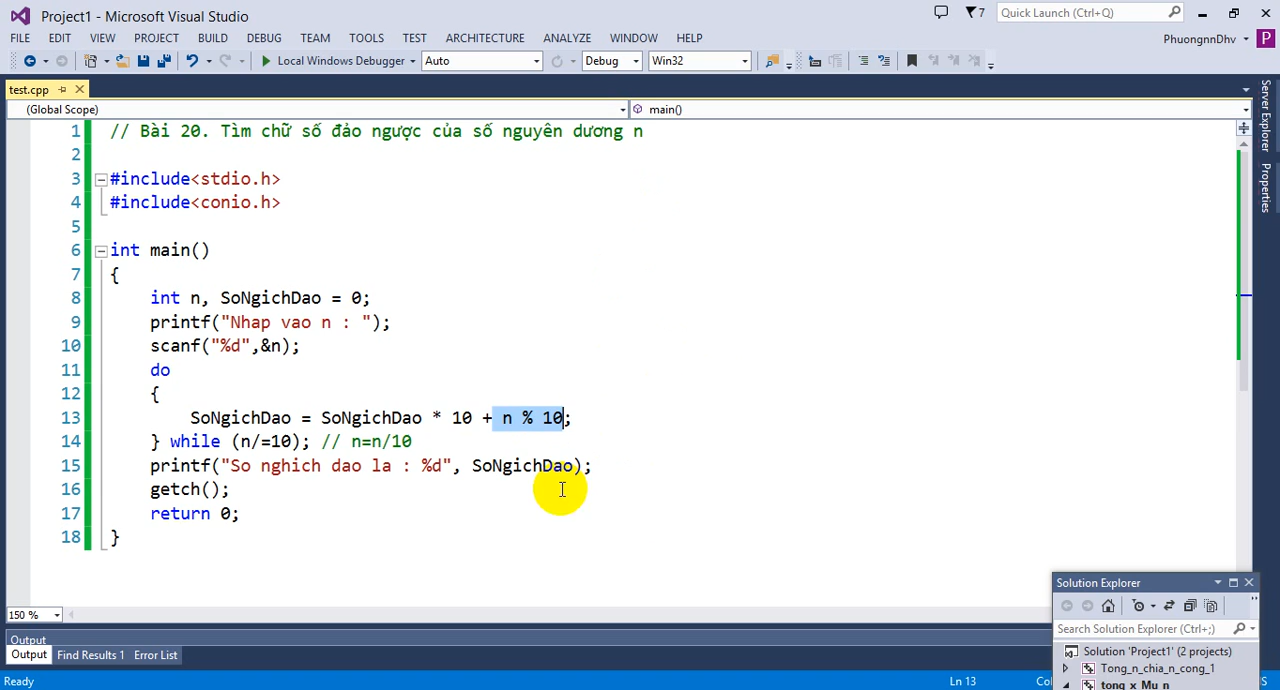 Project1 - Microsoft Visual Studio
7
Quick Launch (Ctrl+Q)
FILE EDIT VIEW PROJECT BUILD DEBUG TEAM TOOLS TEST ARCHITECTURE ANALYZE WINDOW HELP
PhuongnnDhv
P
Local Windows Debugger Auto Debug Win32
test.cpp
(Global Scope) main()
1 // Bài 20. Tìm chữ số đảo ngược của số nguyên dương n
2
3 #include<stdio.h>
4 #include<conio.h>
5
6 int main()
7 {
8 int n, SoNgichDao = 0;
9 printf("Nhap vao n : ");
10 scanf("%d",&n);
11 do
12 {
13 SoNgichDao = SoNgichDao * 10 + n % 10;
14 } while (n/=10); // n=n/10
15 printf("So nghich dao la : %d", SoNgichDao);
16 getch();
17 return 0;
18 }
Server Explorer
Properties
150 %
Solution Explorer
Search Solution Explorer (Ctrl+;)
Solution 'Project1' (2 projects)
Tong_n_chia_n_cong_1
tong_x_Mu_n
Output
Output Find Results 1 Error List
Ready
Ln 13